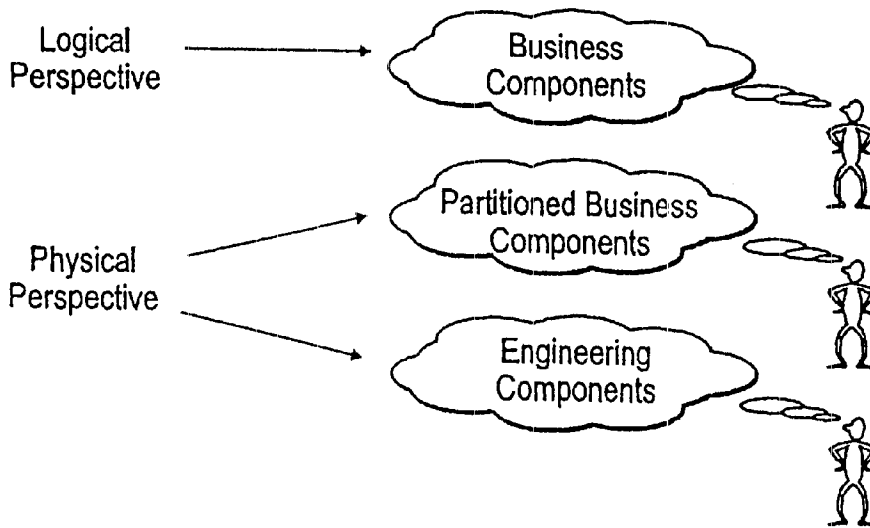 Logical
Perspective
Business
Components
Partitioned Business
Components
Physical
Perspective
Engineering
Components